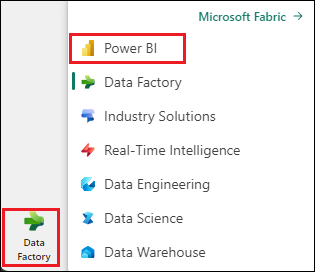 Microsoft Fabric →
Power BI
Data Factory
Industry Solutions
Real-Time Intelligence
Data Engineering
Data Science
Data Warehouse
Data
Factory